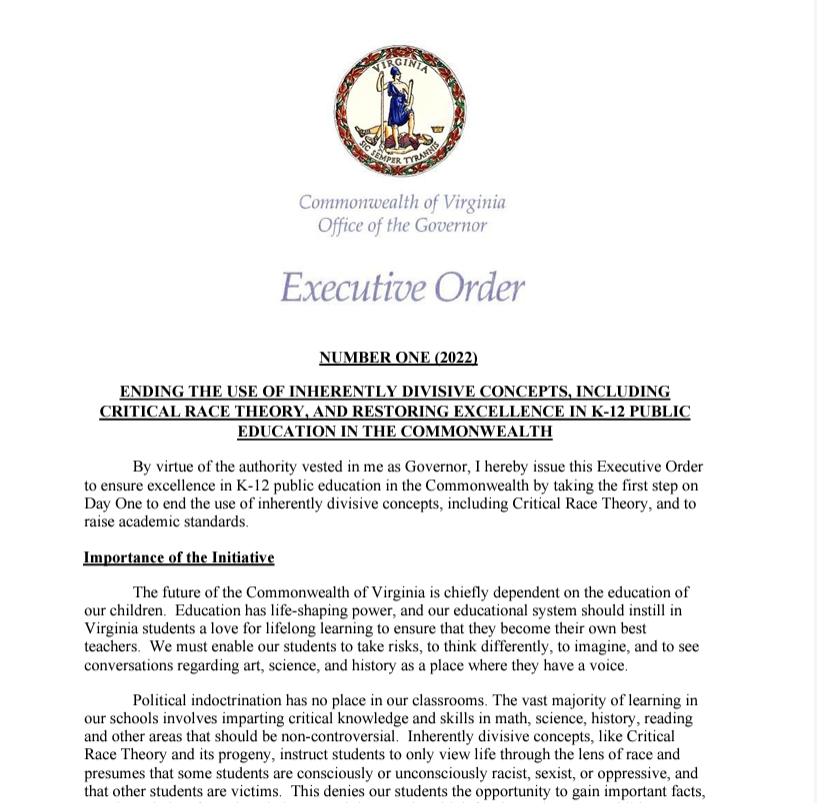 VIRGINIA
SIC SEMPER TYRANNIS
Commonwealth of Virginia
Office of the Governor
Executive Order
NUMBER ONE (2022)
ENDING THE USE OF INHERENTLY DIVISIVE CONCEPTS, INCLUDING
CRITICAL RACE THEORY, AND RESTORING EXCELLENCE IN K-12 PUBLIC
EDUCATION IN THE COMMONWEALTH
By virtue of the authority vested in me as Governor, I hereby issue this Executive Order
to ensure excellence in K-12 public education in the Commonwealth by taking the first step on
Day One to end the use of inherently divisive concepts, including Critical Race Theory, and to
raise academic standards.
Importance of the Initiative
The future of the Commonwealth of Virginia is chiefly dependent on the education of
our children. Education has life-shaping power, and our educational system should instill in
Virginia students a love for lifelong learning to ensure that they become their own best
teachers. We must enable our students to take risks, to think differently, to imagine, and to see
conversations regarding art, science, and history as a place where they have a voice.
Political indoctrination has no place in our classrooms. The vast majority of learning in
our schools involves imparting critical knowledge and skills in math, science, history, reading
and other areas that should be non-controversial. Inherently divisive concepts, like Critical
Race Theory and its progeny, instruct students to only view life through the lens of race and
presumes that some students are consciously or unconsciously racist, sexist, or oppressive, and
that other students are victims. This denies our students the opportunity to gain important facts,